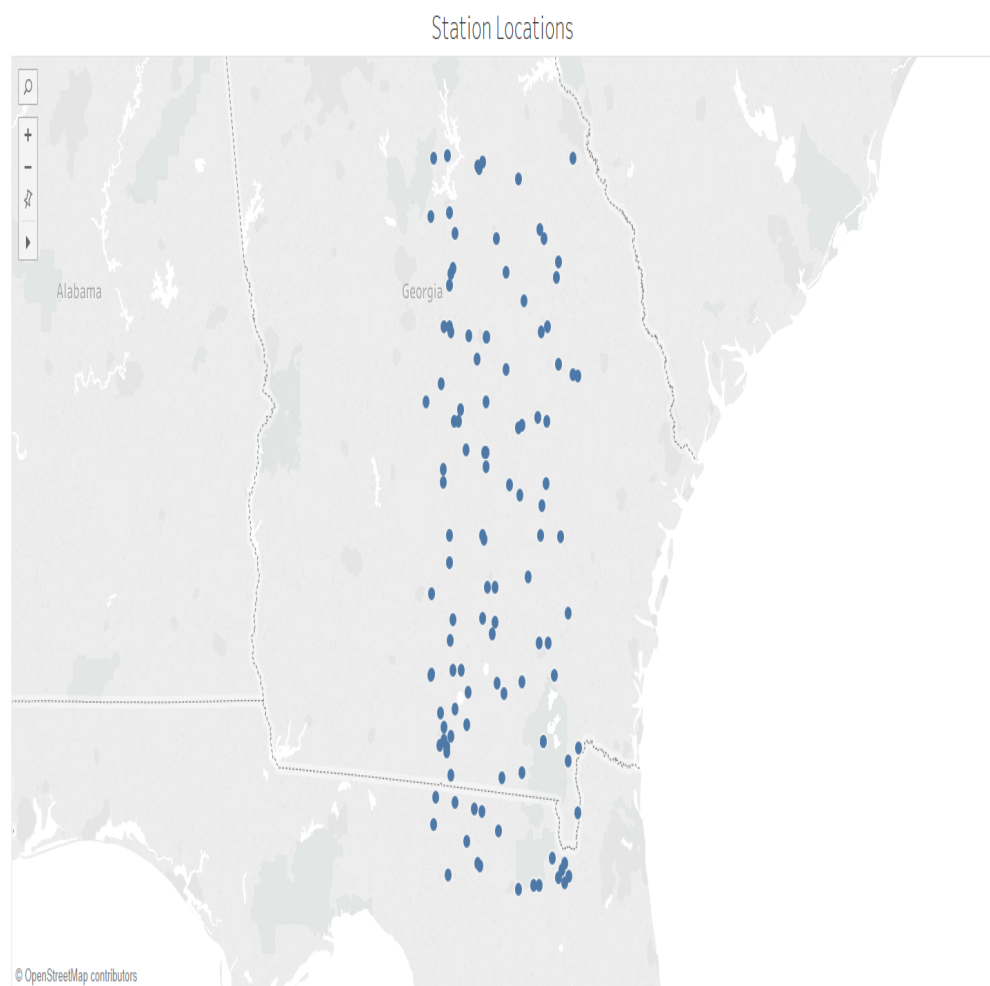 Station Locations
+
−
Alabama
Georgia
© OpenStreetMap contributors